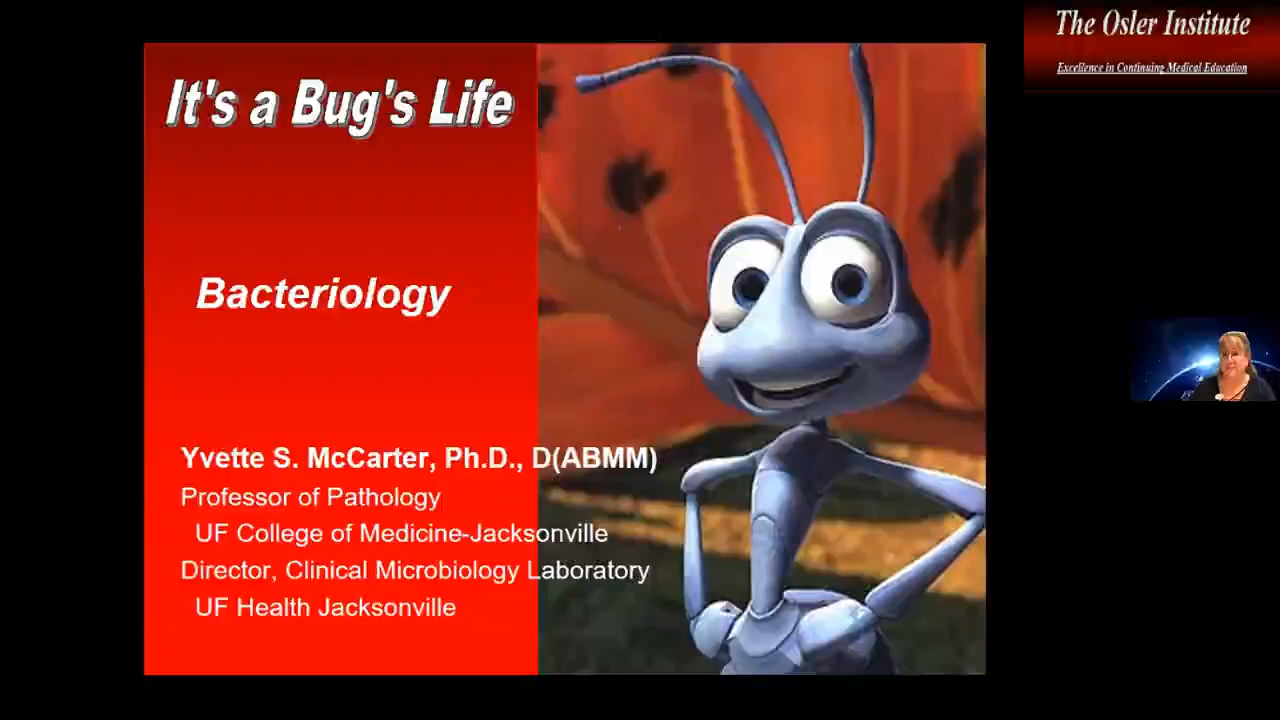 It's a Bug's Life
Bacteriology
Yvette S. McCarter, Ph.D., D(ABMM)
Professor of Pathology
UF College of Medicine-Jacksonville
Director, Clinical Microbiology Laboratory
UF Health Jacksonville
The Osler Institute
Excellence in Continuing Medical Education